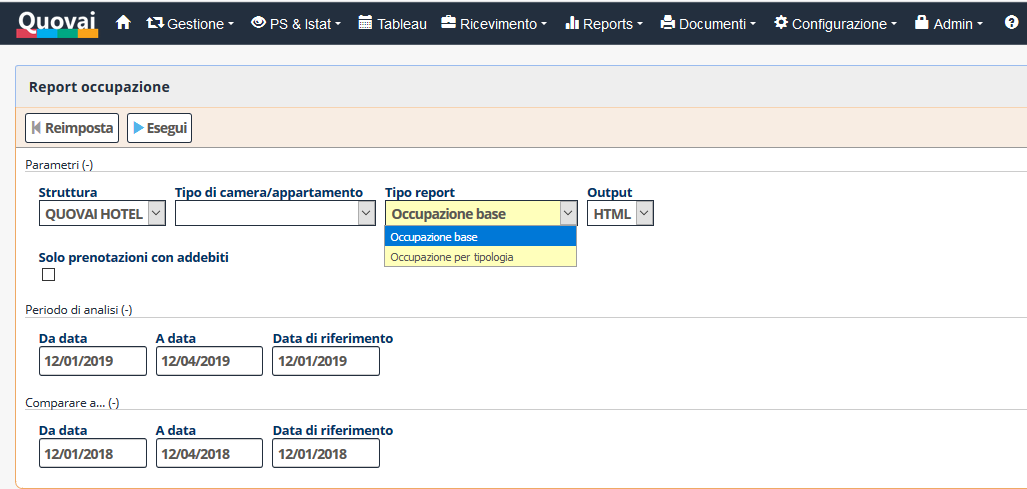 Quovai Gestione PS & Istat Tableau Ricevimento Reports Documenti Configurazione Admin ?
Report occupazione
Reimposta Esegui
Parametri (-)
Struttura Tipo di camera/appartamento Tipo report Output
QUOVAI HOTEL Occupazione base HTML
Occupazione base
Occupazione per tipologia
Solo prenotazioni con addebiti
Periodo di analisi (-)
Da data A data Data di riferimento
12/01/2019 12/04/2019 12/01/2019
Comparare a... (-)
Da data A data Data di riferimento
12/01/2018 12/04/2018 12/01/2018